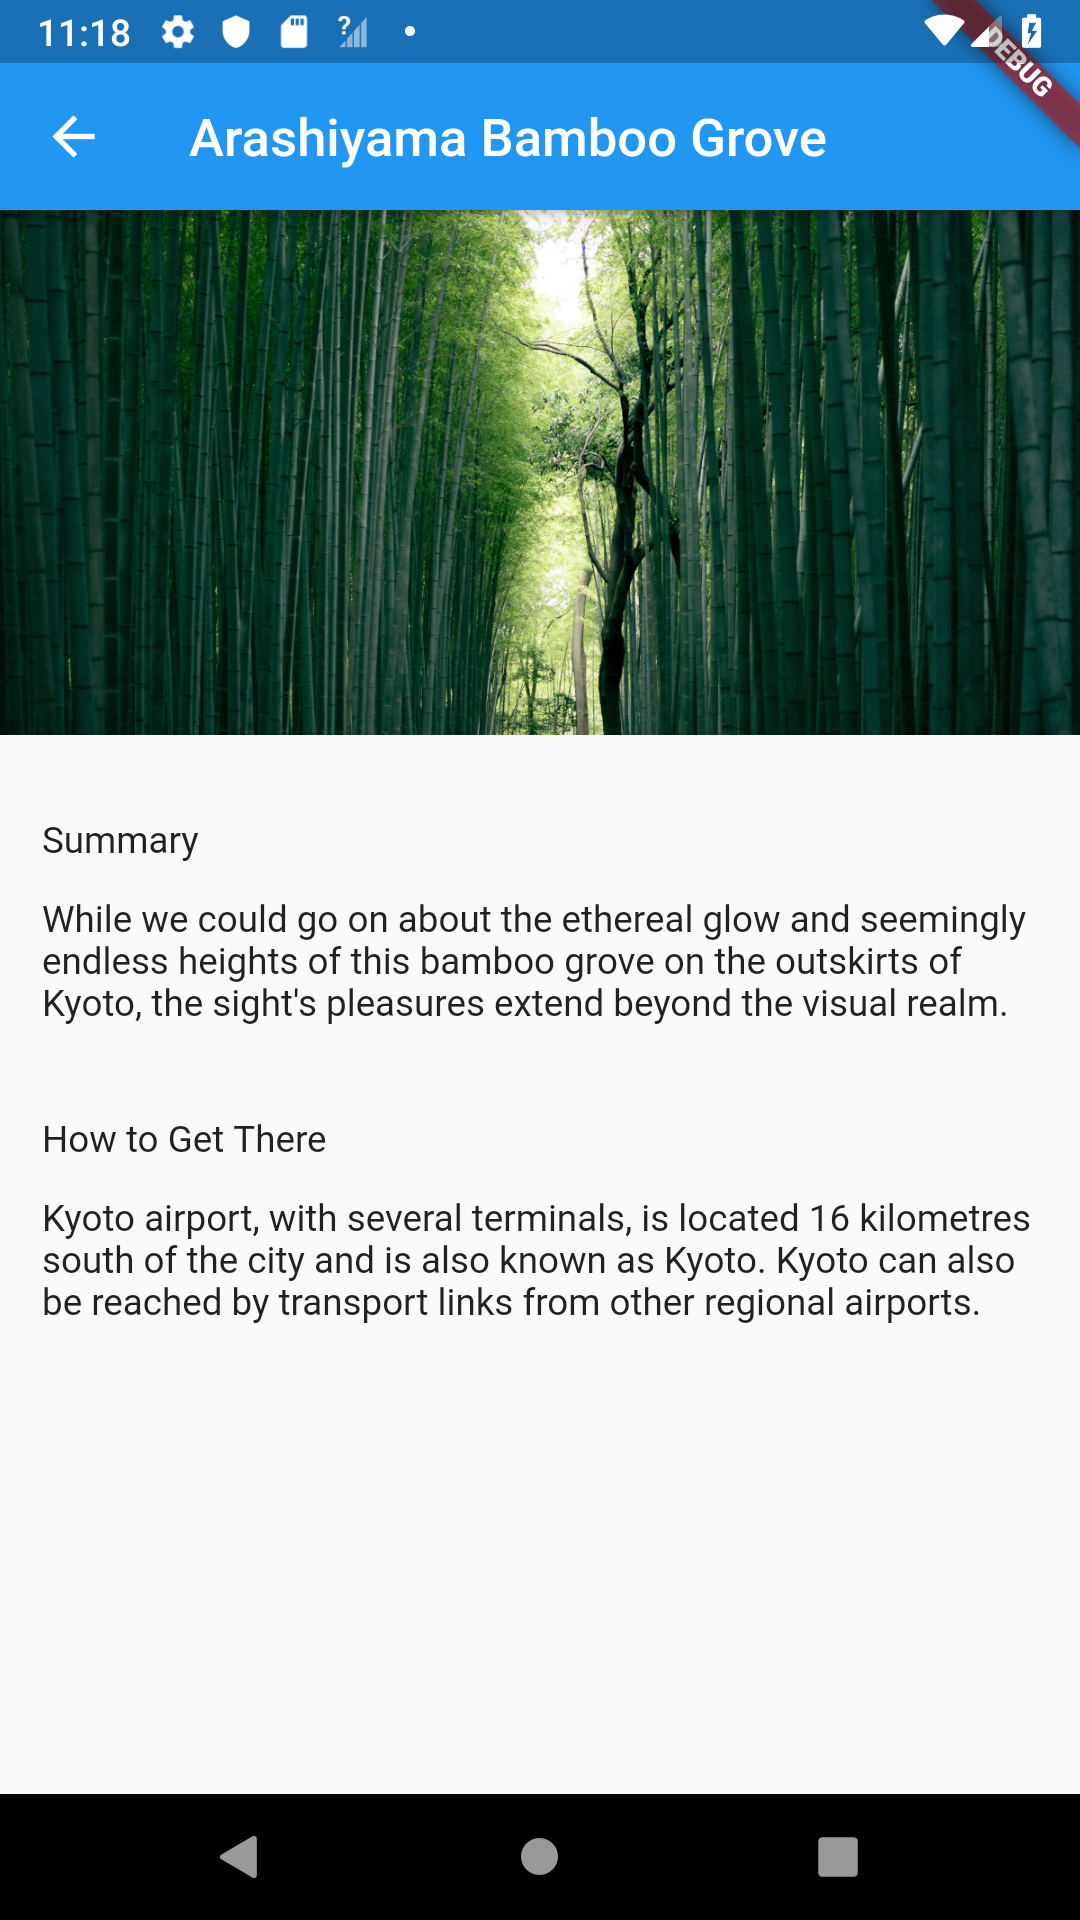 11:18
?
DEBUG
Arashiyama Bamboo Grove
Summary
While we could go on about the ethereal glow and seemingly
endless heights of this bamboo grove on the outskirts of
Kyoto, the sight's pleasures extend beyond the visual realm.
How to Get There
Kyoto airport, with several terminals, is located 16 kilometres
south of the city and is also known as Kyoto. Kyoto can also
be reached by transport links from other regional airports.